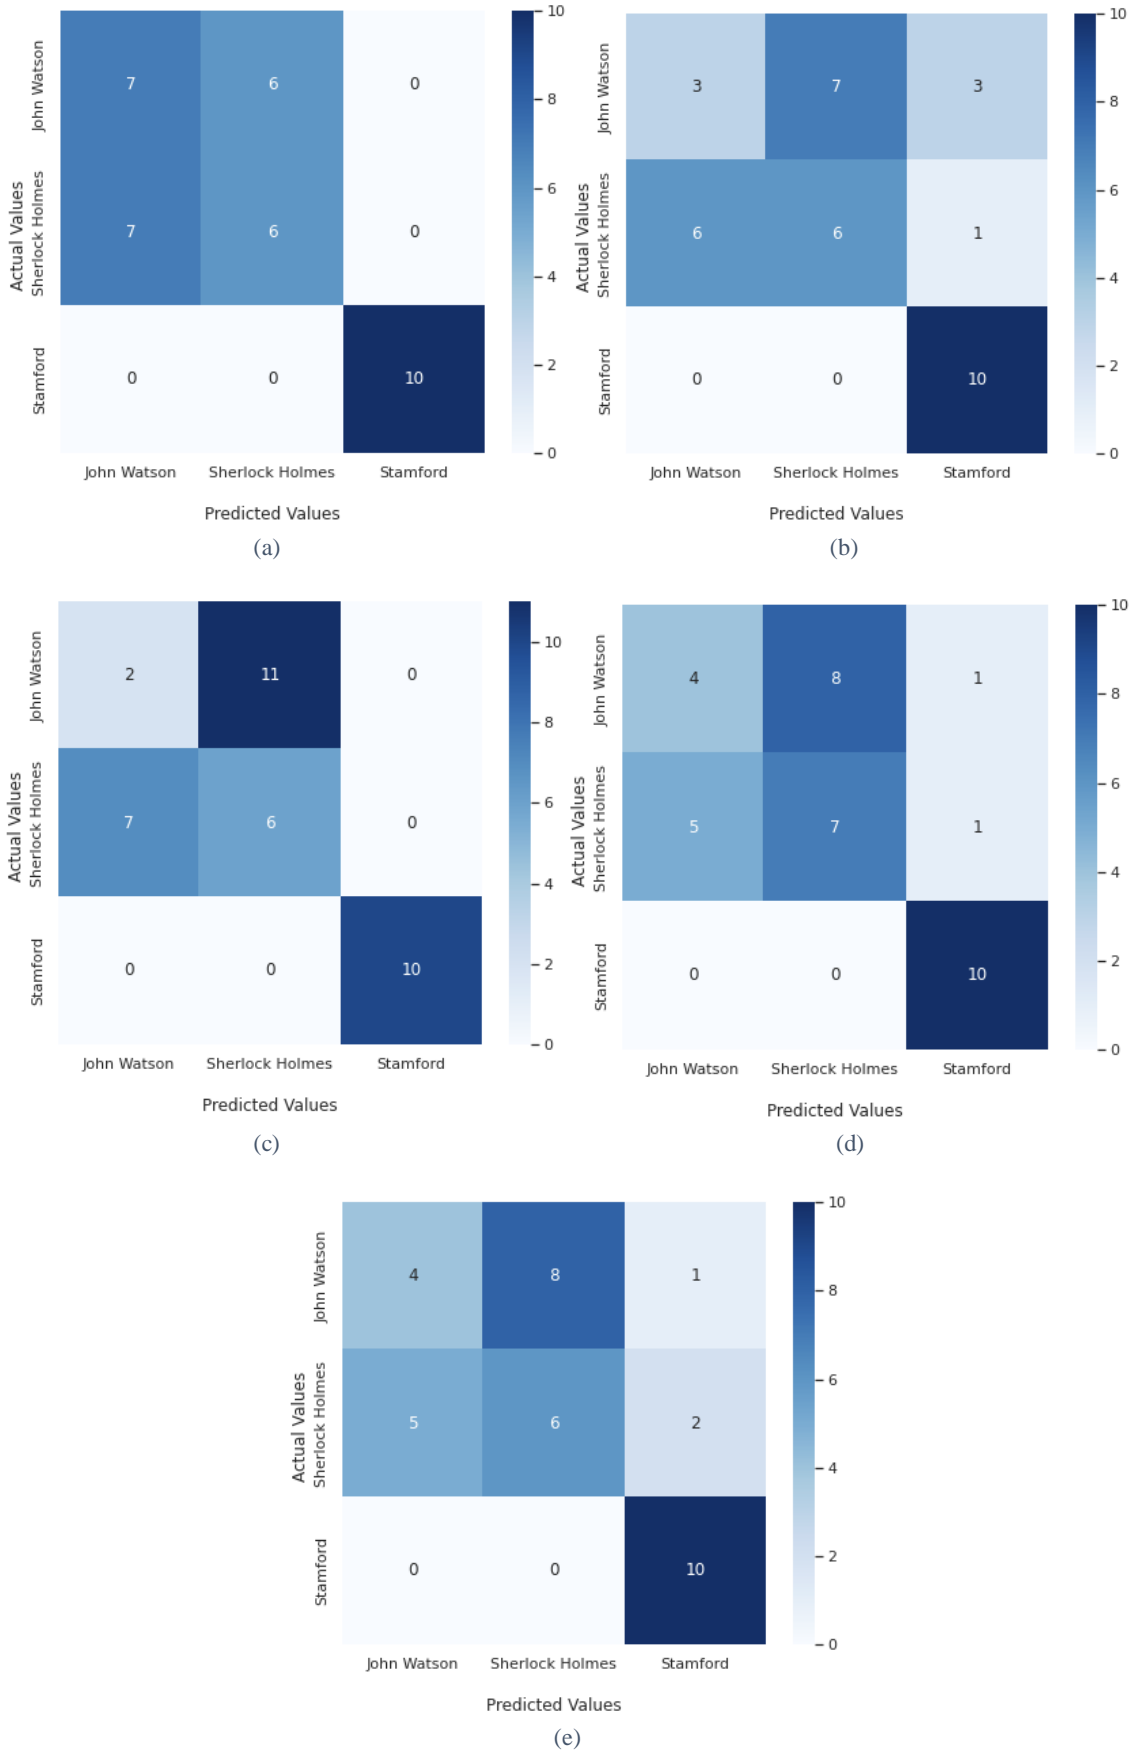 John Watson
7 6 0
10
8
Actual Values
Sherlock Holmes
7 6 0
6
4
Stamford
0 0 10
2
0
John Watson Sherlock Holmes Stamford
Predicted Values
(a)
John Watson
3 7 3
10
8
Actual Values
Sherlock Holmes
6 6 1
6
4
Stamford
0 0 10
2
0
John Watson Sherlock Holmes Stamford
Predicted Values
(b)
John Watson
2 11 0
10
8
Actual Values
Sherlock Holmes
7 6 0
6
4
Stamford
0 0 10
2
0
John Watson Sherlock Holmes Stamford
Predicted Values
(c)
John Watson
4 8 1
10
8
Actual Values
Sherlock Holmes
5 7 1
6
4
Stamford
0 0 10
2
0
John Watson Sherlock Holmes Stamford
Predicted Values
(d)
John Watson
4 8 1
10
8
Actual Values
Sherlock Holmes
5 6 2
6
4
Stamford
0 0 10
2
0
John Watson Sherlock Holmes Stamford
Predicted Values
(e)